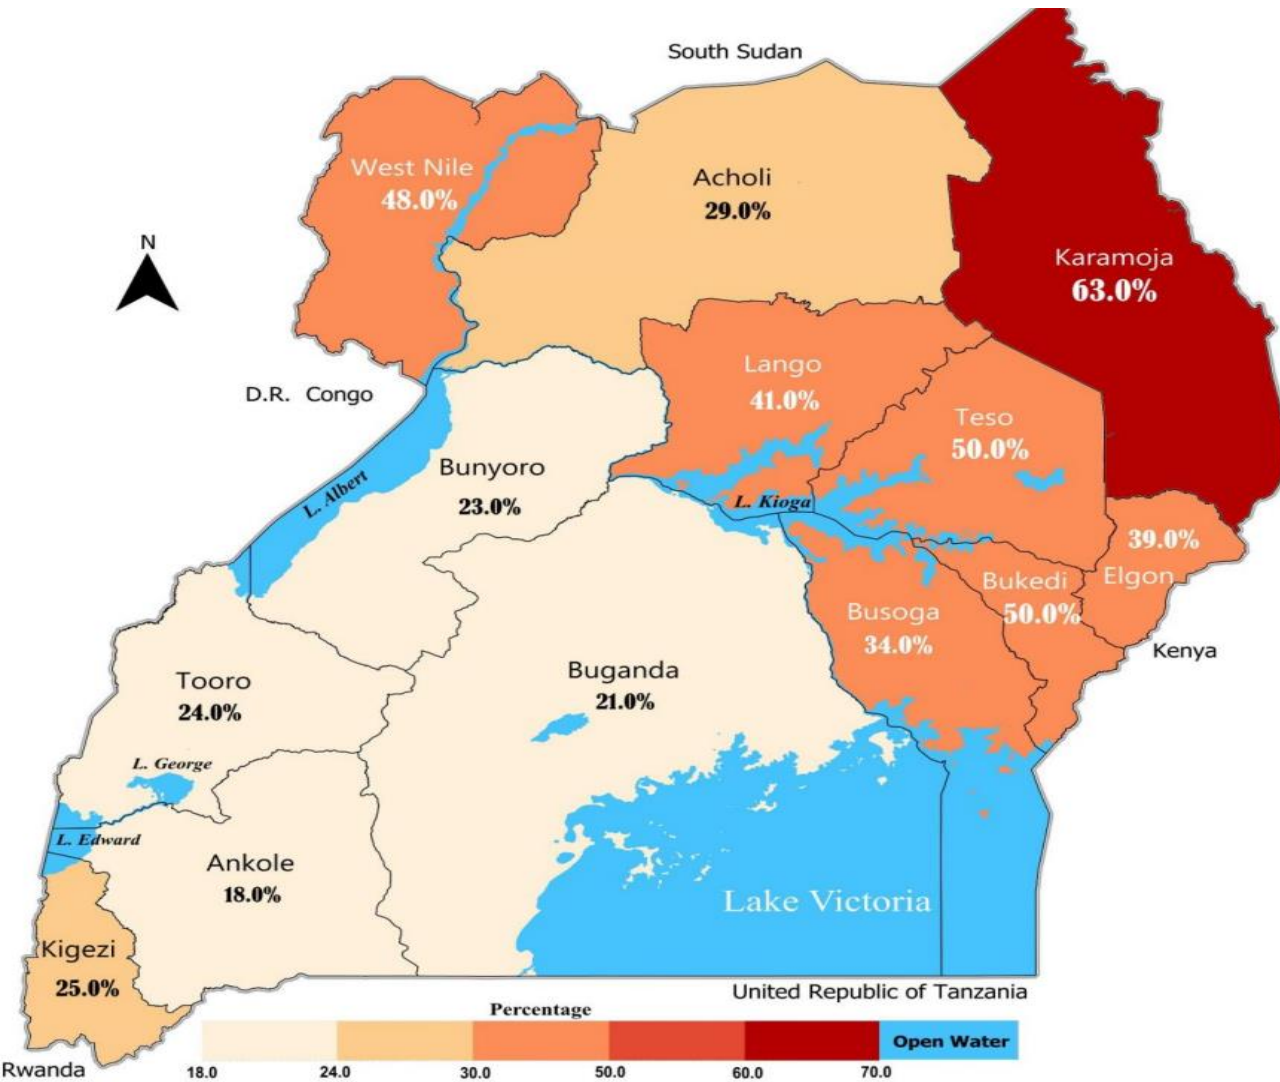 South Sudan
West Nile
48.0%
Acholi
29.0%
N
Karamoja
63.0%
Lango
41.0%
D.R. Congo
Teso
50.0%
Bunyoro
23.0%
L. Albert
L. Kioga
39.0%
Elgon
Bukedi
50.0%
Busoga
34.0%
Kenya
Buganda
21.0%
Tooro
24.0%
L. George
L. Edward
Ankole
18.0%
Lake Victoria
Kigezi
25.0%
United Republic of Tanzania
Rwanda
Percentage
Open Water
18.0 24.0 30.0 50.0 60.0 70.0